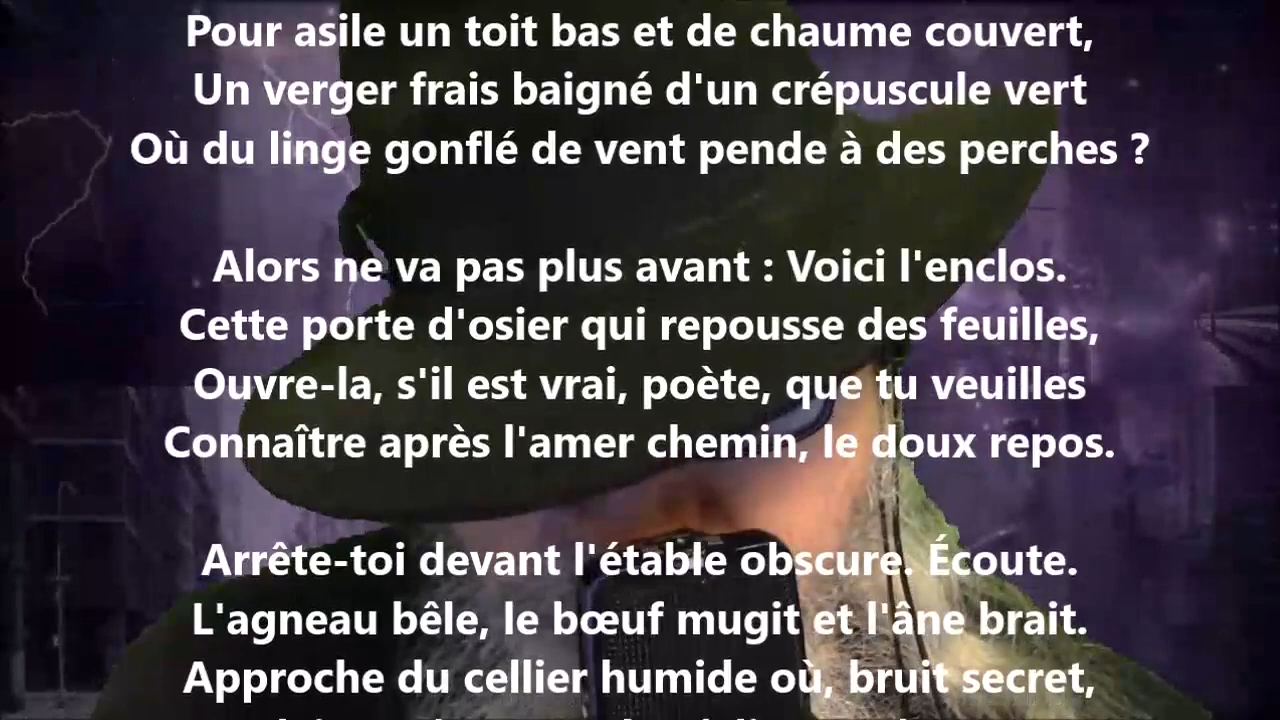 Pour asile un toit bas et de chaume couvert,
Un verger frais baigné d'un crépuscule vert
Où du linge gonflé de vent pende à des perches ?
Alors ne va pas plus avant : Voici l'enclos.
Cette porte d'osier qui repousse des feuilles,
Ouvre-la, s'il est vrai, poète, que tu veuilles
Connaître après l'amer chemin, le doux repos.
Arrête-toi devant l'étable obscure. Écoute.
L'agneau bêle, le bœuf mugit et l'âne brait.
Approche du cellier humide où, bruit secret,